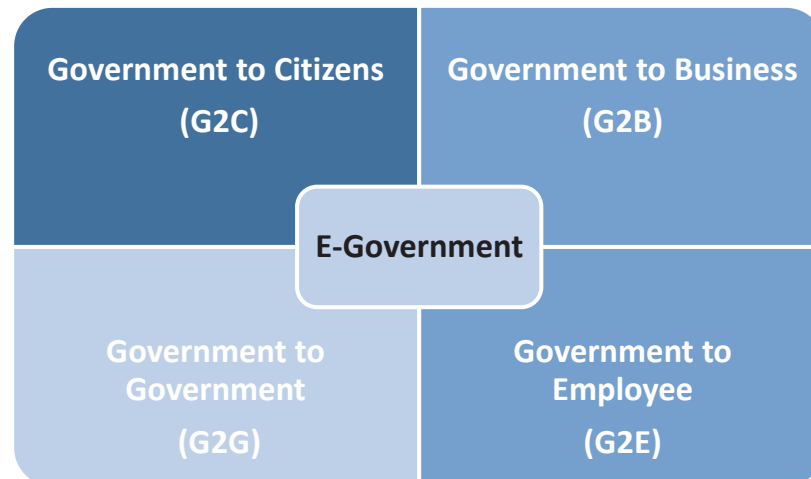 Government to Citizens
(G2C)
Government to Business
(G2B)
E-Government
Government to
Government
(G2G)
Government to
Employee
(G2E)